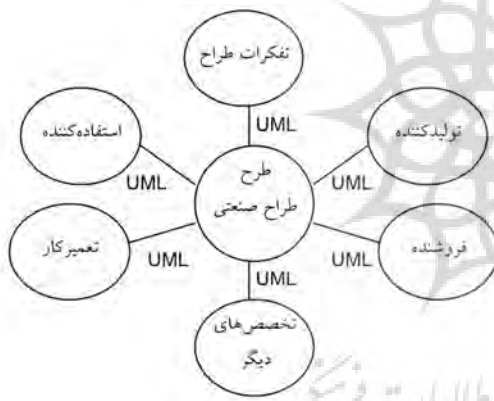 تفکرات طراح
UML
تولیدکننده
استفاده‌کننده
UML
UML
طرح
طراح صنعتی
فروشنده
تعمیرکار
UML
UML
UML
تخصص‌های
دیگر